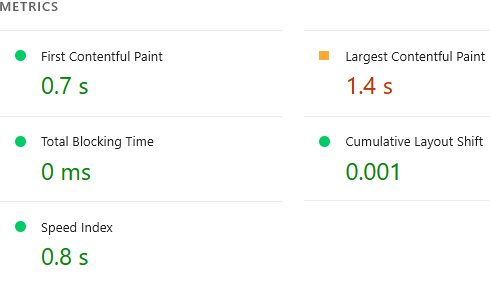 METRICS
First Contentful Paint
0.7 s
Largest Contentful Paint
1.4 s
Total Blocking Time
0 ms
Cumulative Layout Shift
0.001
Speed Index
0.8 s